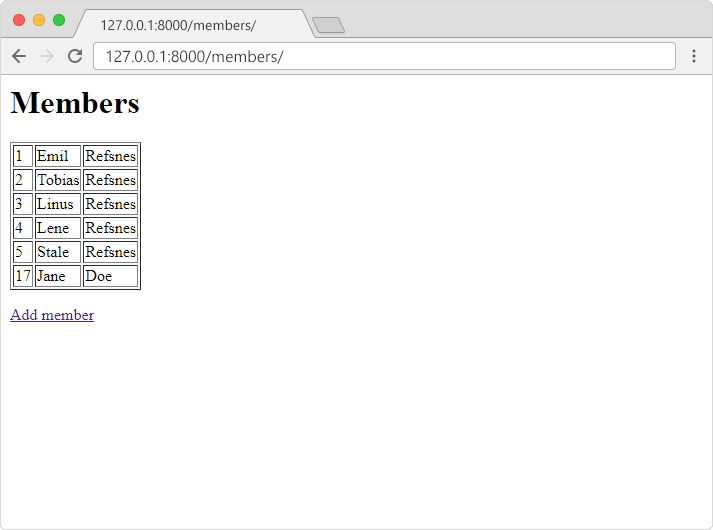 127.0.0.1:8000/members/
127.0.0.1:8000/members/
Members
1 Emil Refsnes
2 Tobias Refsnes
3 Linus Refsnes
4 Lene Refsnes
5 Stale Refsnes
17 Jane Doe
Add member